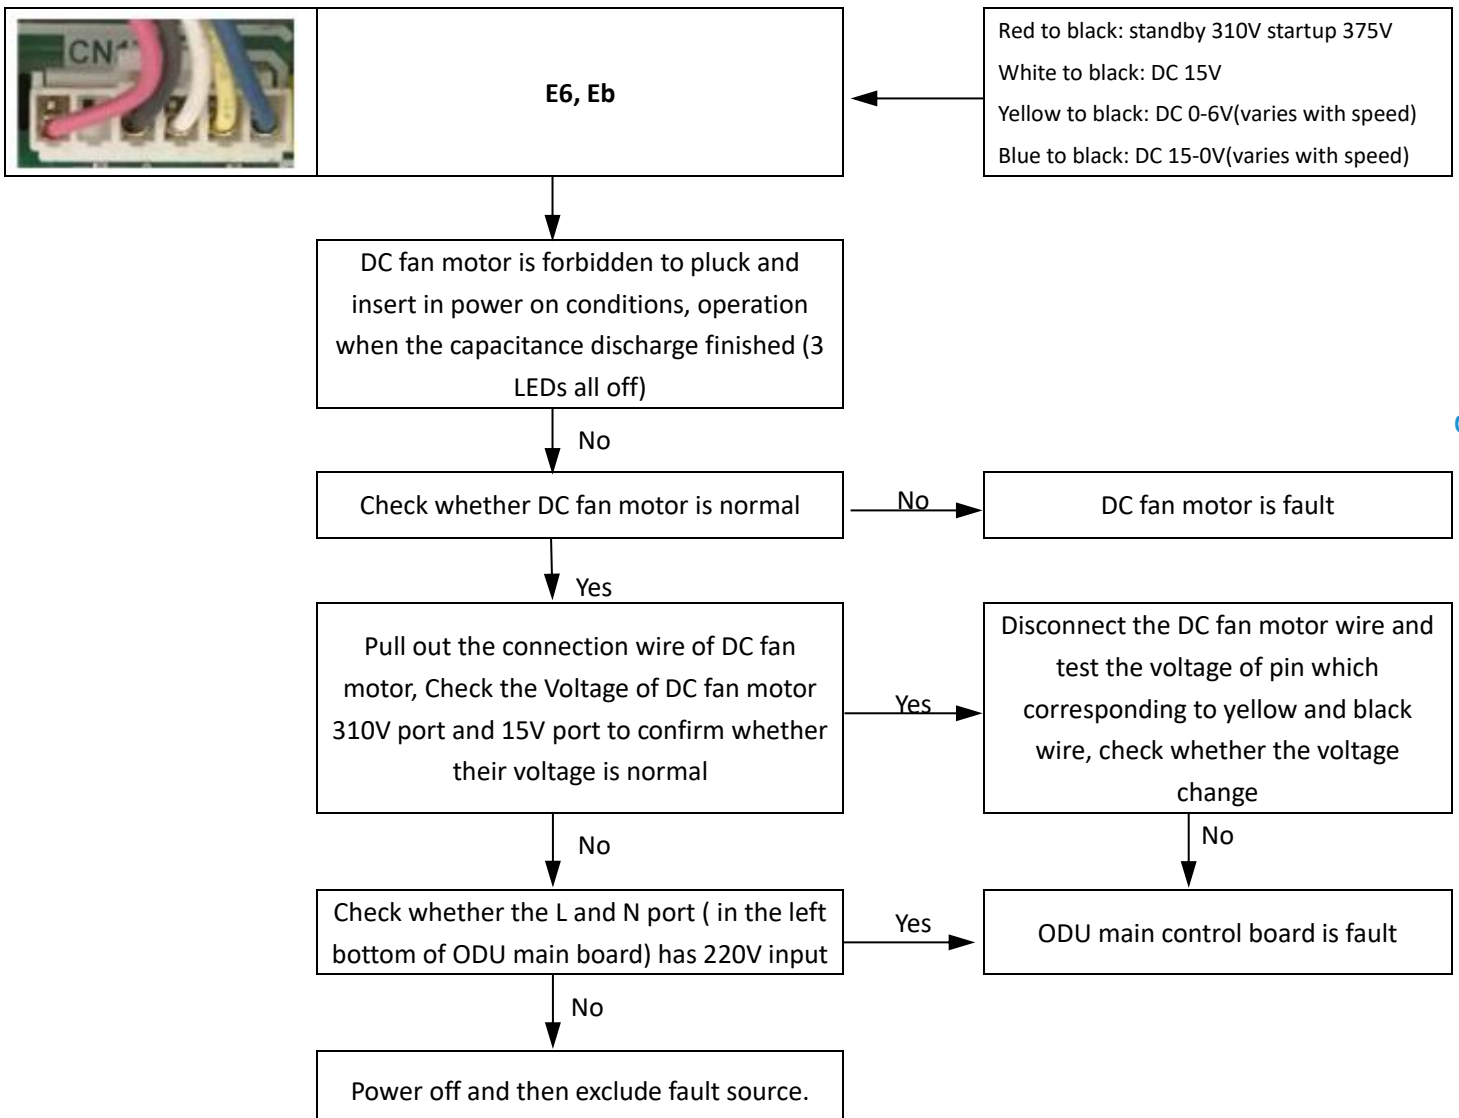 CN1
E6, Eb
Red to black: standby 310V startup 375V
White to black: DC 15V
Yellow to black: DC 0-6V(varies with speed)
Blue to black: DC 15-0V(varies with speed)
DC fan motor is forbidden to pluck and
insert in power on conditions, operation
when the capacitance discharge finished (3
LEDs all off)
No
Check whether DC fan motor is normal
No
DC fan motor is fault
Yes
Pull out the connection wire of DC fan
motor, Check the Voltage of DC fan motor
310V port and 15V port to confirm whether
their voltage is normal
Yes
Disconnect the DC fan motor wire and
test the voltage of pin which
corresponding to yellow and black
wire, check whether the voltage
change
No
No
Check whether the L and N port ( in the left
bottom of ODU main board) has 220V input
Yes
ODU main control board is fault
No
Power off and then exclude fault source.